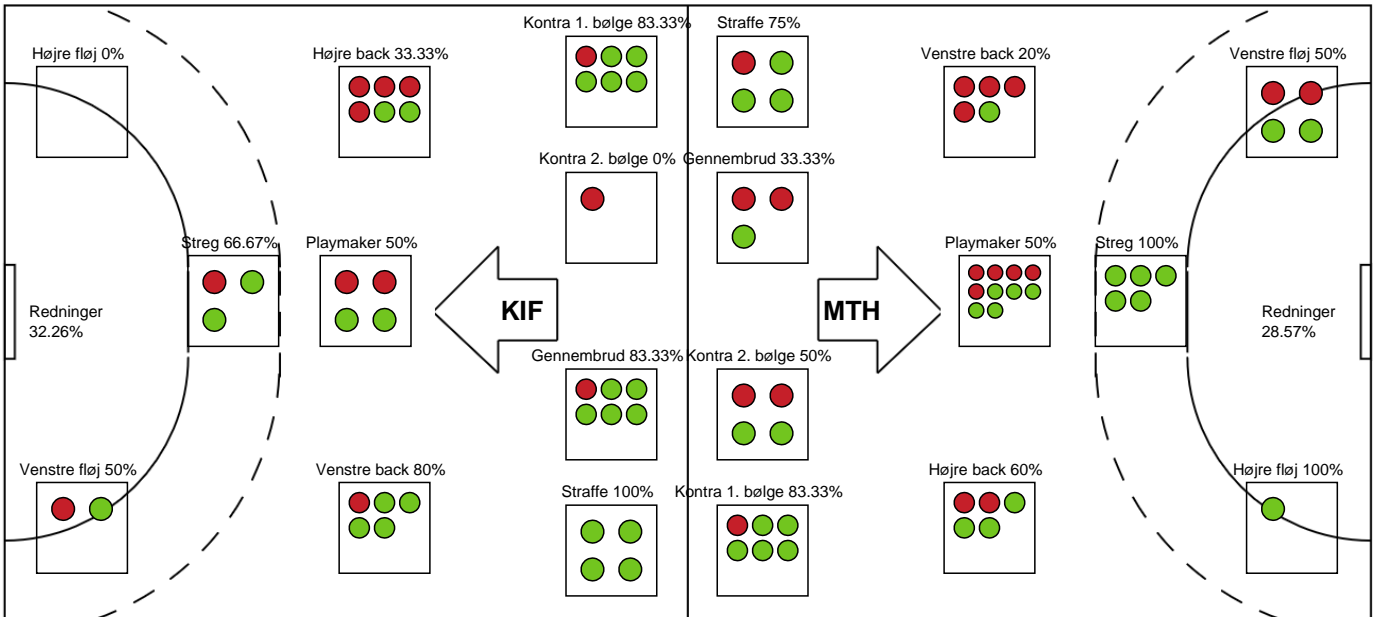 Kontra 1. bølge 83.33%
Straffe 75%
Højre fløj 0%
Højre back 33.33%
Venstre back 20%
Venstre fløj 50%
Kontra 2. bølge 0%
Gennembrud 33.33%
Streg 66.67%
Playmaker 50%
Playmaker 50%
Streg 100%
Redninger
32.26%
KIF
MTH
Redninger
28.57%
Gennembrud 83.33%
Kontra 2. bølge 50%
Venstre fløj 50%
Venstre back 80%
Straffe 100%
Kontra 1. bølge 83.33%
Højre back 60%
Højre fløj 100%